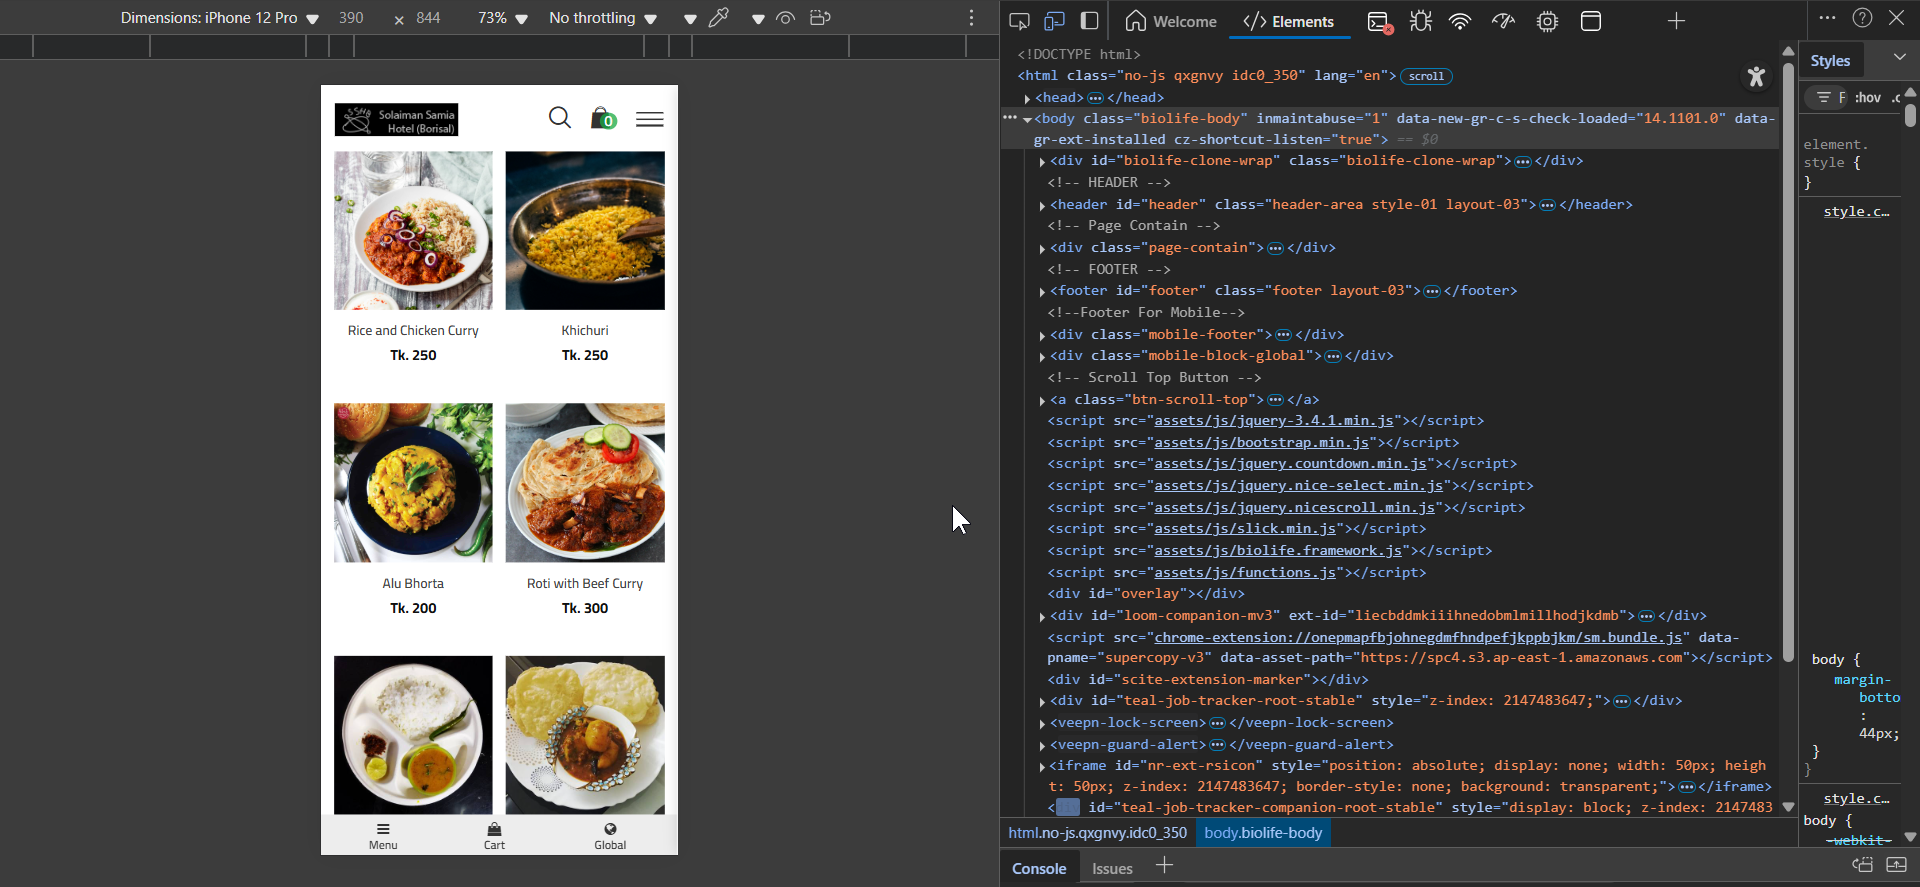 Dimensions: iPhone 12 Pro 390 × 844 73% No throttling
Solaiman Samia
Hotel (Borisal)
0
Rice and Chicken Curry
Tk. 250
Khichuri
Tk. 250
Alu Bhorta
Tk. 200
Roti with Beef Curry
Tk. 300
Menu
Cart
Global
Welcome
</> Elements
<!DOCTYPE html>
<html class="no-js qxgnvy idc0_350" lang="en"> scroll
<head>…</head>
<body class="biolife-body" inmaintabuse="1" data-new-gr-c-s-check-loaded="14.1101.0" data-
gr-ext-installed cz-shortcut-listen="true"> == $0
<div id="biolife-clone-wrap" class="biolife-clone-wrap">…</div>
<!-- HEADER -->
<header id="header" class="header-area style-01 layout-03">…</header>
<!-- Page Contain -->
<div class="page-contain">…</div>
<!-- FOOTER -->
<footer id="footer" class="footer layout-03">…</footer>
<!--Footer For Mobile-->
<div class="mobile-footer">…</div>
<div class="mobile-block-global">…</div>
<!-- Scroll Top Button -->
<a class="btn-scroll-top">…</a>
<script src="assets/js/jquery-3.4.1.min.js"></script>
<script src="assets/js/bootstrap.min.js"></script>
<script src="assets/js/jquery.countdown.min.js"></script>
<script src="assets/js/jquery.nice-select.min.js"></script>
<script src="assets/js/jquery.nicescroll.min.js"></script>
<script src="assets/js/slick.min.js"></script>
<script src="assets/js/biolife.framework.js"></script>
<script src="assets/js/functions.js"></script>
<div id="overlay"></div>
<div id="loom-companion-mv3" ext-id="liecbddmkiiihnedobmlmillhodjkdmb">…</div>
<script src="chrome-extension://onepmapfbjohnegdmfhndpefjkppbjkm/sm.bundle.js" data-
pname="supercopy-v3" data-asset-path="https://spc4.s3.ap-east-1.amazonaws.com"></script>
<div id="scite-extension-marker"></div>
<div id="teal-job-tracker-root-stable" style="z-index: 2147483647;">…</div>
<veepn-lock-screen>…</veepn-lock-screen>
<veepn-guard-alert>…</veepn-guard-alert>
<iframe id="nr-ext-rsicon" style="position: absolute; display: none; width: 50px; heigh
t: 50px; z-index: 2147483647; border-style: none; background: transparent;">…</iframe>
<div id="teal-job-tracker-companion-root-stable" style="display: block; z-index: 2147483
html.no-js.qxgnvy.idc0_350 body.biolife-body
Console Issues
Styles
F :hov .c
element.
style {
}
style.c…
body {
margin-
botto
:
44px;
}
}
style.c…
body {
-webkit-